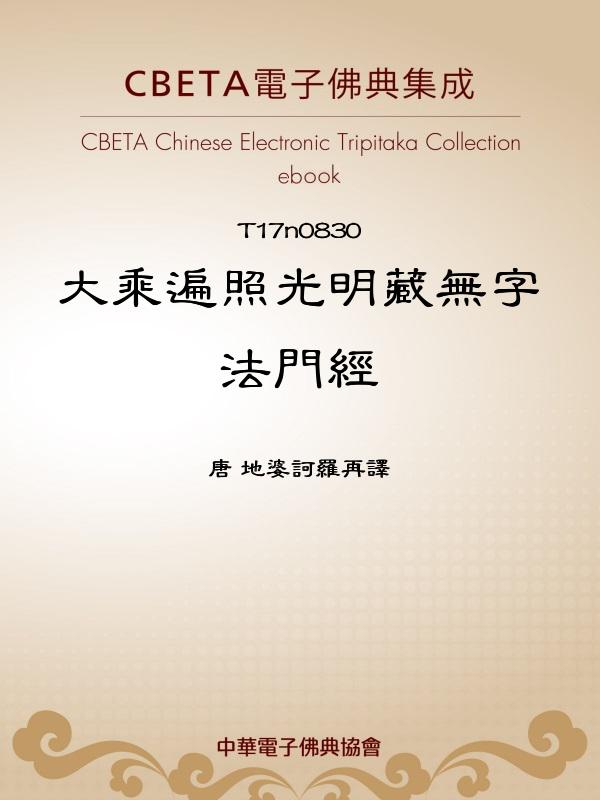 CBETA電子佛典集成
CBETA Chinese Electronic Tripitaka Collection
ebook
T17n0830
大乘遍照光明藏無字
法門經
唐 地婆訶羅再譯
中華電子佛典協會